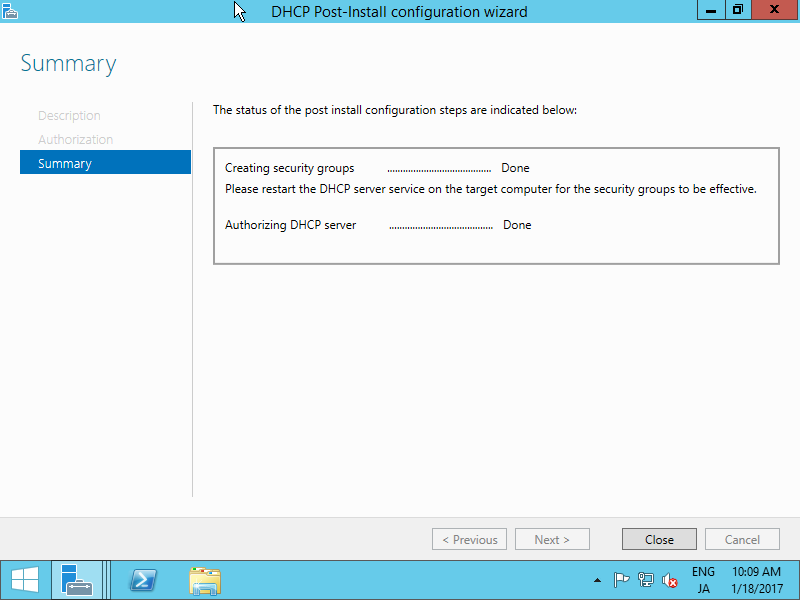 DHCP Post-Install configuration wizard
Summary
Description
Authorization
Summary
The status of the post install configuration steps are indicated below:
Creating security groups ..................................... Done
Please restart the DHCP server service on the target computer for the security groups to be effective.
Authorizing DHCP server ..................................... Done
< Previous
Next >
Close
Cancel
ENG
JA
10:09 AM
1/18/2017